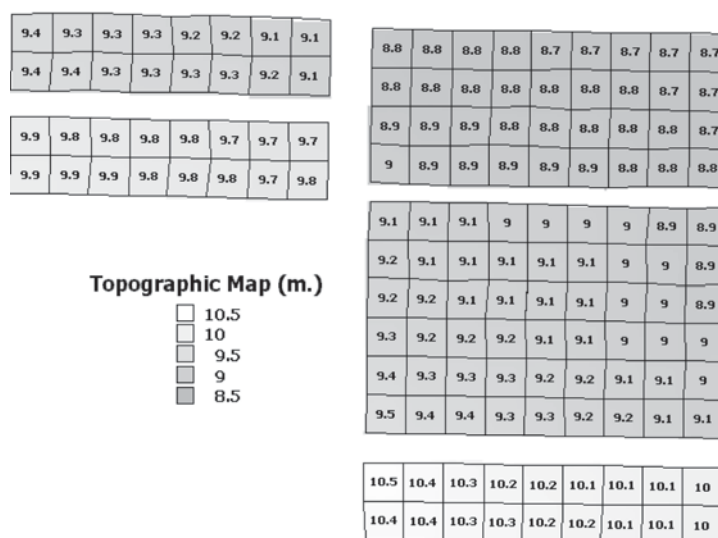 9.4 9.3 9.3 9.3 9.2 9.2 9.1 9.1
9.4 9.4 9.3 9.3 9.3 9.3 9.2 9.1
9.9 9.8 9.8 9.8 9.8 9.7 9.7 9.7
9.9 9.9 9.9 9.8 9.8 9.8 9.7 9.8
Topographic Map (m.)
10.5
10
9.5
9
8.5
8.8 8.8 8.8 8.8 8.7 8.7 8.7 8.7 8.7
8.8 8.8 8.8 8.8 8.8 8.8 8.8 8.7 8.7
8.9 8.9 8.9 8.8 8.8 8.8 8.8 8.8 8.7
9 8.9 8.9 8.9 8.9 8.9 8.8 8.8 8.8
9.1 9.1 9.1 9 9 9 9 8.9 8.9
9.2 9.1 9.1 9.1 9.1 9.1 9 9 8.9
9.2 9.2 9.1 9.1 9.1 9.1 9 9 8.9
9.3 9.2 9.2 9.2 9.1 9.1 9 9 9
9.4 9.3 9.3 9.3 9.2 9.2 9.1 9.1 9
9.5 9.4 9.4 9.3 9.3 9.2 9.2 9.1 9.1
10.5 10.4 10.3 10.2 10.2 10.1 10.1 10.1 10
10.4 10.4 10.3 10.3 10.2 10.2 10.1 10.1 10